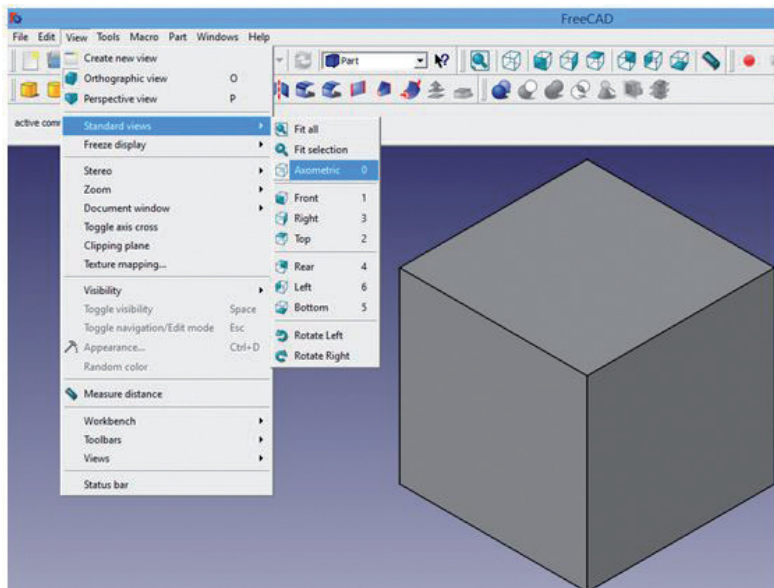 FreeCAD
File Edit View Tools Macro Part Windows Help
Part
active com
Create new view
Orthographic view O
Perspective view P
Standard views
Freeze display
Stereo
Zoom
Document window
Toggle axis cross
Clipping plane
Texture mapping...
Visibility
Toggle visibility Space
Toggle navigation/Edit mode Esc
Appearance... Ctrl+D
Random color
Measure distance
Workbench
Toolbars
Views
Status bar
Fit all
Fit selection
Axometric 0
Front 1
Right 3
Top 2
Rear 4
Left 6
Bottom 5
Rotate Left
Rotate Right